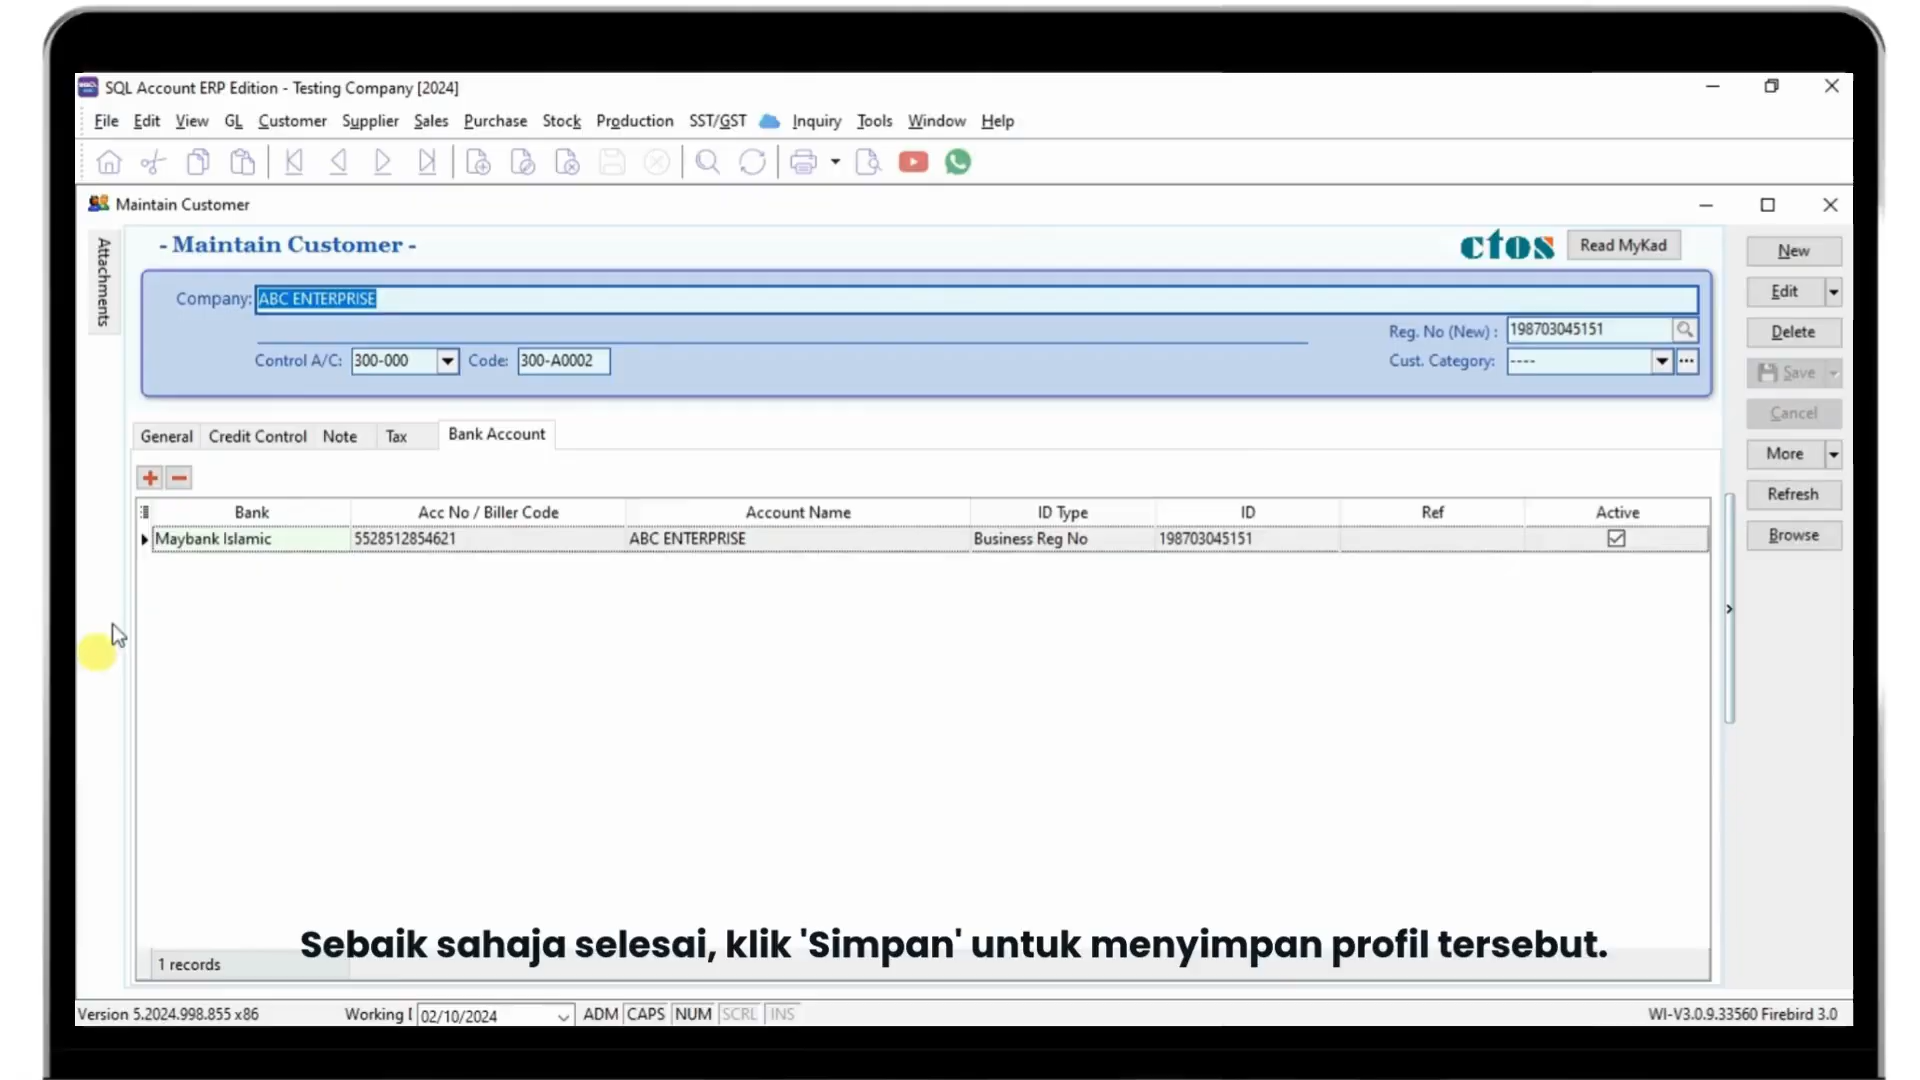 SQL Account ERP Edition - Testing Company [2024]
File Edit View GL Customer Supplier Sales Purchase Stock Production SST/GST Inquiry Tools Window Help
Maintain Customer
Attachments
- Maintain Customer -
ctos
Read MyKad
Company: ABC ENTERPRISE
Reg. No (New) : 198703045151
Control A/C: 300-000 Code: 300-A0002
Cust. Category: ----
General Credit Control Note Tax Bank Account
Bank Acc No / Biller Code Account Name ID Type ID Ref Active
Maybank Islamic 5528512854621 ABC ENTERPRISE Business Reg No 198703045151
New
Edit
Delete
Save
Cancel
More
Refresh
Browse
Sebaik sahaja selesai, klik 'Simpan' untuk menyimpan profil tersebut.
1 records
Version 5.2024.998.855 x86 Working 02/10/2024 ADM CAPS NUM SCRL INS WI-V3.0.9.33560 Firebird 3.0